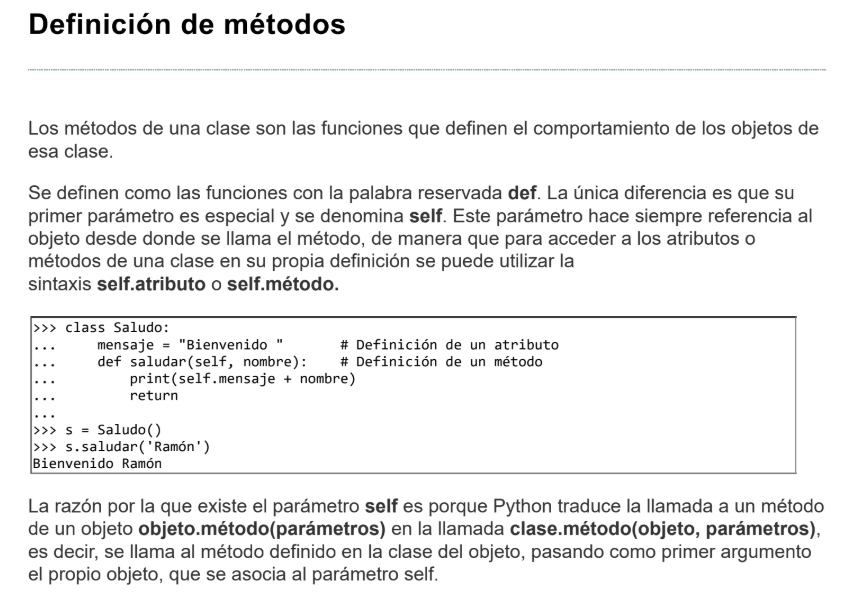 Definición de métodos
Los métodos de una clase son las funciones que definen el comportamiento de los objetos de
esa clase.
Se definen como las funciones con la palabra reservada def. La única diferencia es que su
primer parámetro es especial y se denomina self. Este parámetro hace siempre referencia al
objeto desde donde se llama el método, de manera que para acceder a los atributos o
métodos de una clase en su propia definición se puede utilizar la
sintaxis self.atributo o self.método.
>>> class Saludo:
...     mensaje = "Bienvenido "       # Definición de un atributo
...     def saludar(self, nombre):    # Definición de un método
...         print(self.mensaje + nombre)
...         return
...
>>> s = Saludo()
>>> s.saludar('Ramón')
Bienvenido Ramón
La razón por la que existe el parámetro self es porque Python traduce la llamada a un método
de un objeto objeto.método(parámetros) en la llamada clase.método(objeto, parámetros),
es decir, se llama al método definido en la clase del objeto, pasando como primer argumento
el propio objeto, que se asocia al parámetro self.